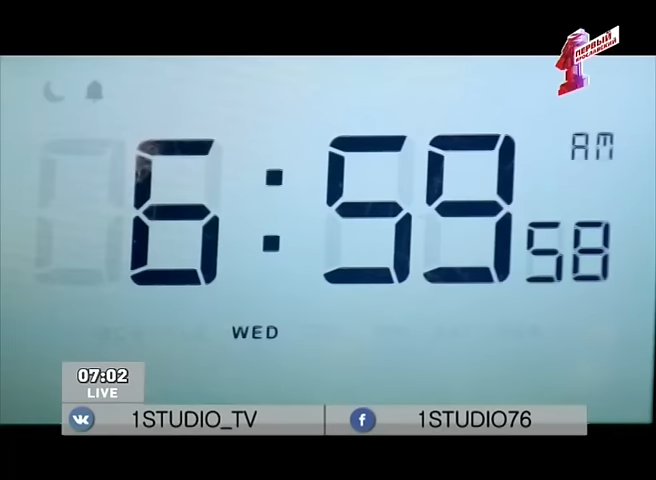 ПЕРВЫЙ
ЯРОСЛАВСКИЙ
AM
6:59 58
WED
07:02
LIVE
1STUDIO_TV
1STUDIO76